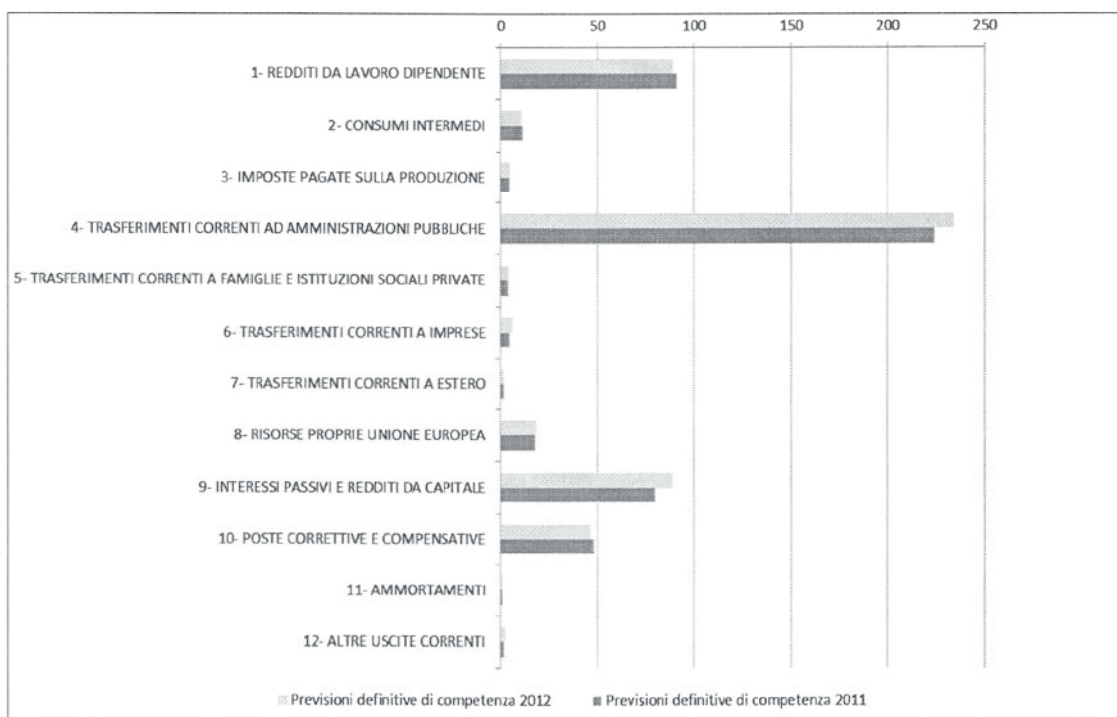 0 50 100 150 200 250
1- REDDITI DA LAVORO DIPENDENTE
2- CONSUMI INTERMEDI
3- IMPOSTE PAGATE SULLA PRODUZIONE
4- TRASFERIMENTI CORRENTI AD AMMINISTRAZIONI PUBBLICHE
5- TRASFERIMENTI CORRENTI A FAMIGLIE E ISTITUZIONI SOCIALI PRIVATE
6- TRASFERIMENTI CORRENTI A IMPRESE
7- TRASFERIMENTI CORRENTI A ESTERO
8- RISORSE PROPRIE UNIONE EUROPEA
9- INTERESSI PASSIVI E REDDITI DA CAPITALE
10- POSTE CORRETTIVE E COMPENSATIVE
11- AMMORTAMENTI
12- ALTRE USCITE CORRENTI
Previsioni definitive di competenza 2012 Previsioni definitive di competenza 2011